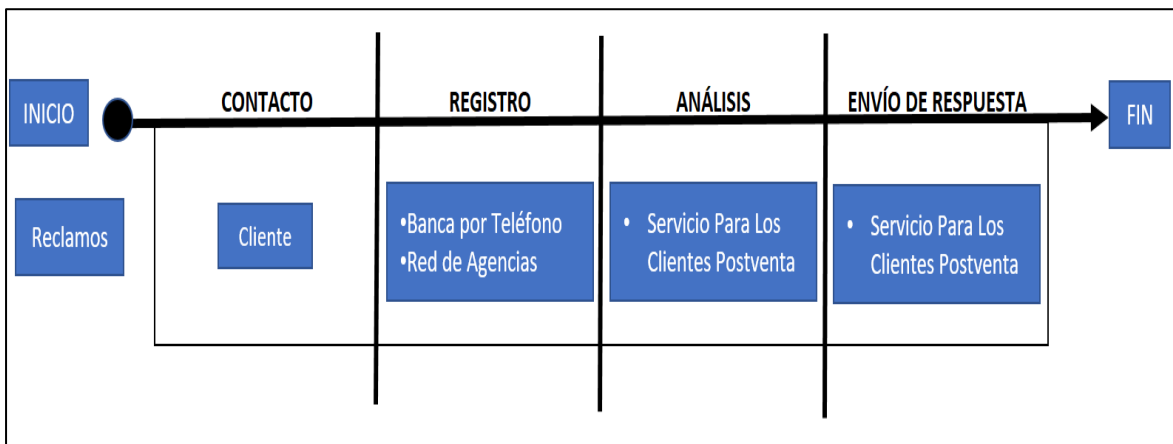 INICIO
CONTACTO
REGISTRO
ANÁLISIS
ENVÍO DE RESPUESTA
FIN
Reclamos
Cliente
•Banca por Teléfono
•Red de Agencias
• Servicio Para Los
Clientes Postventa
• Servicio Para Los
Clientes Postventa